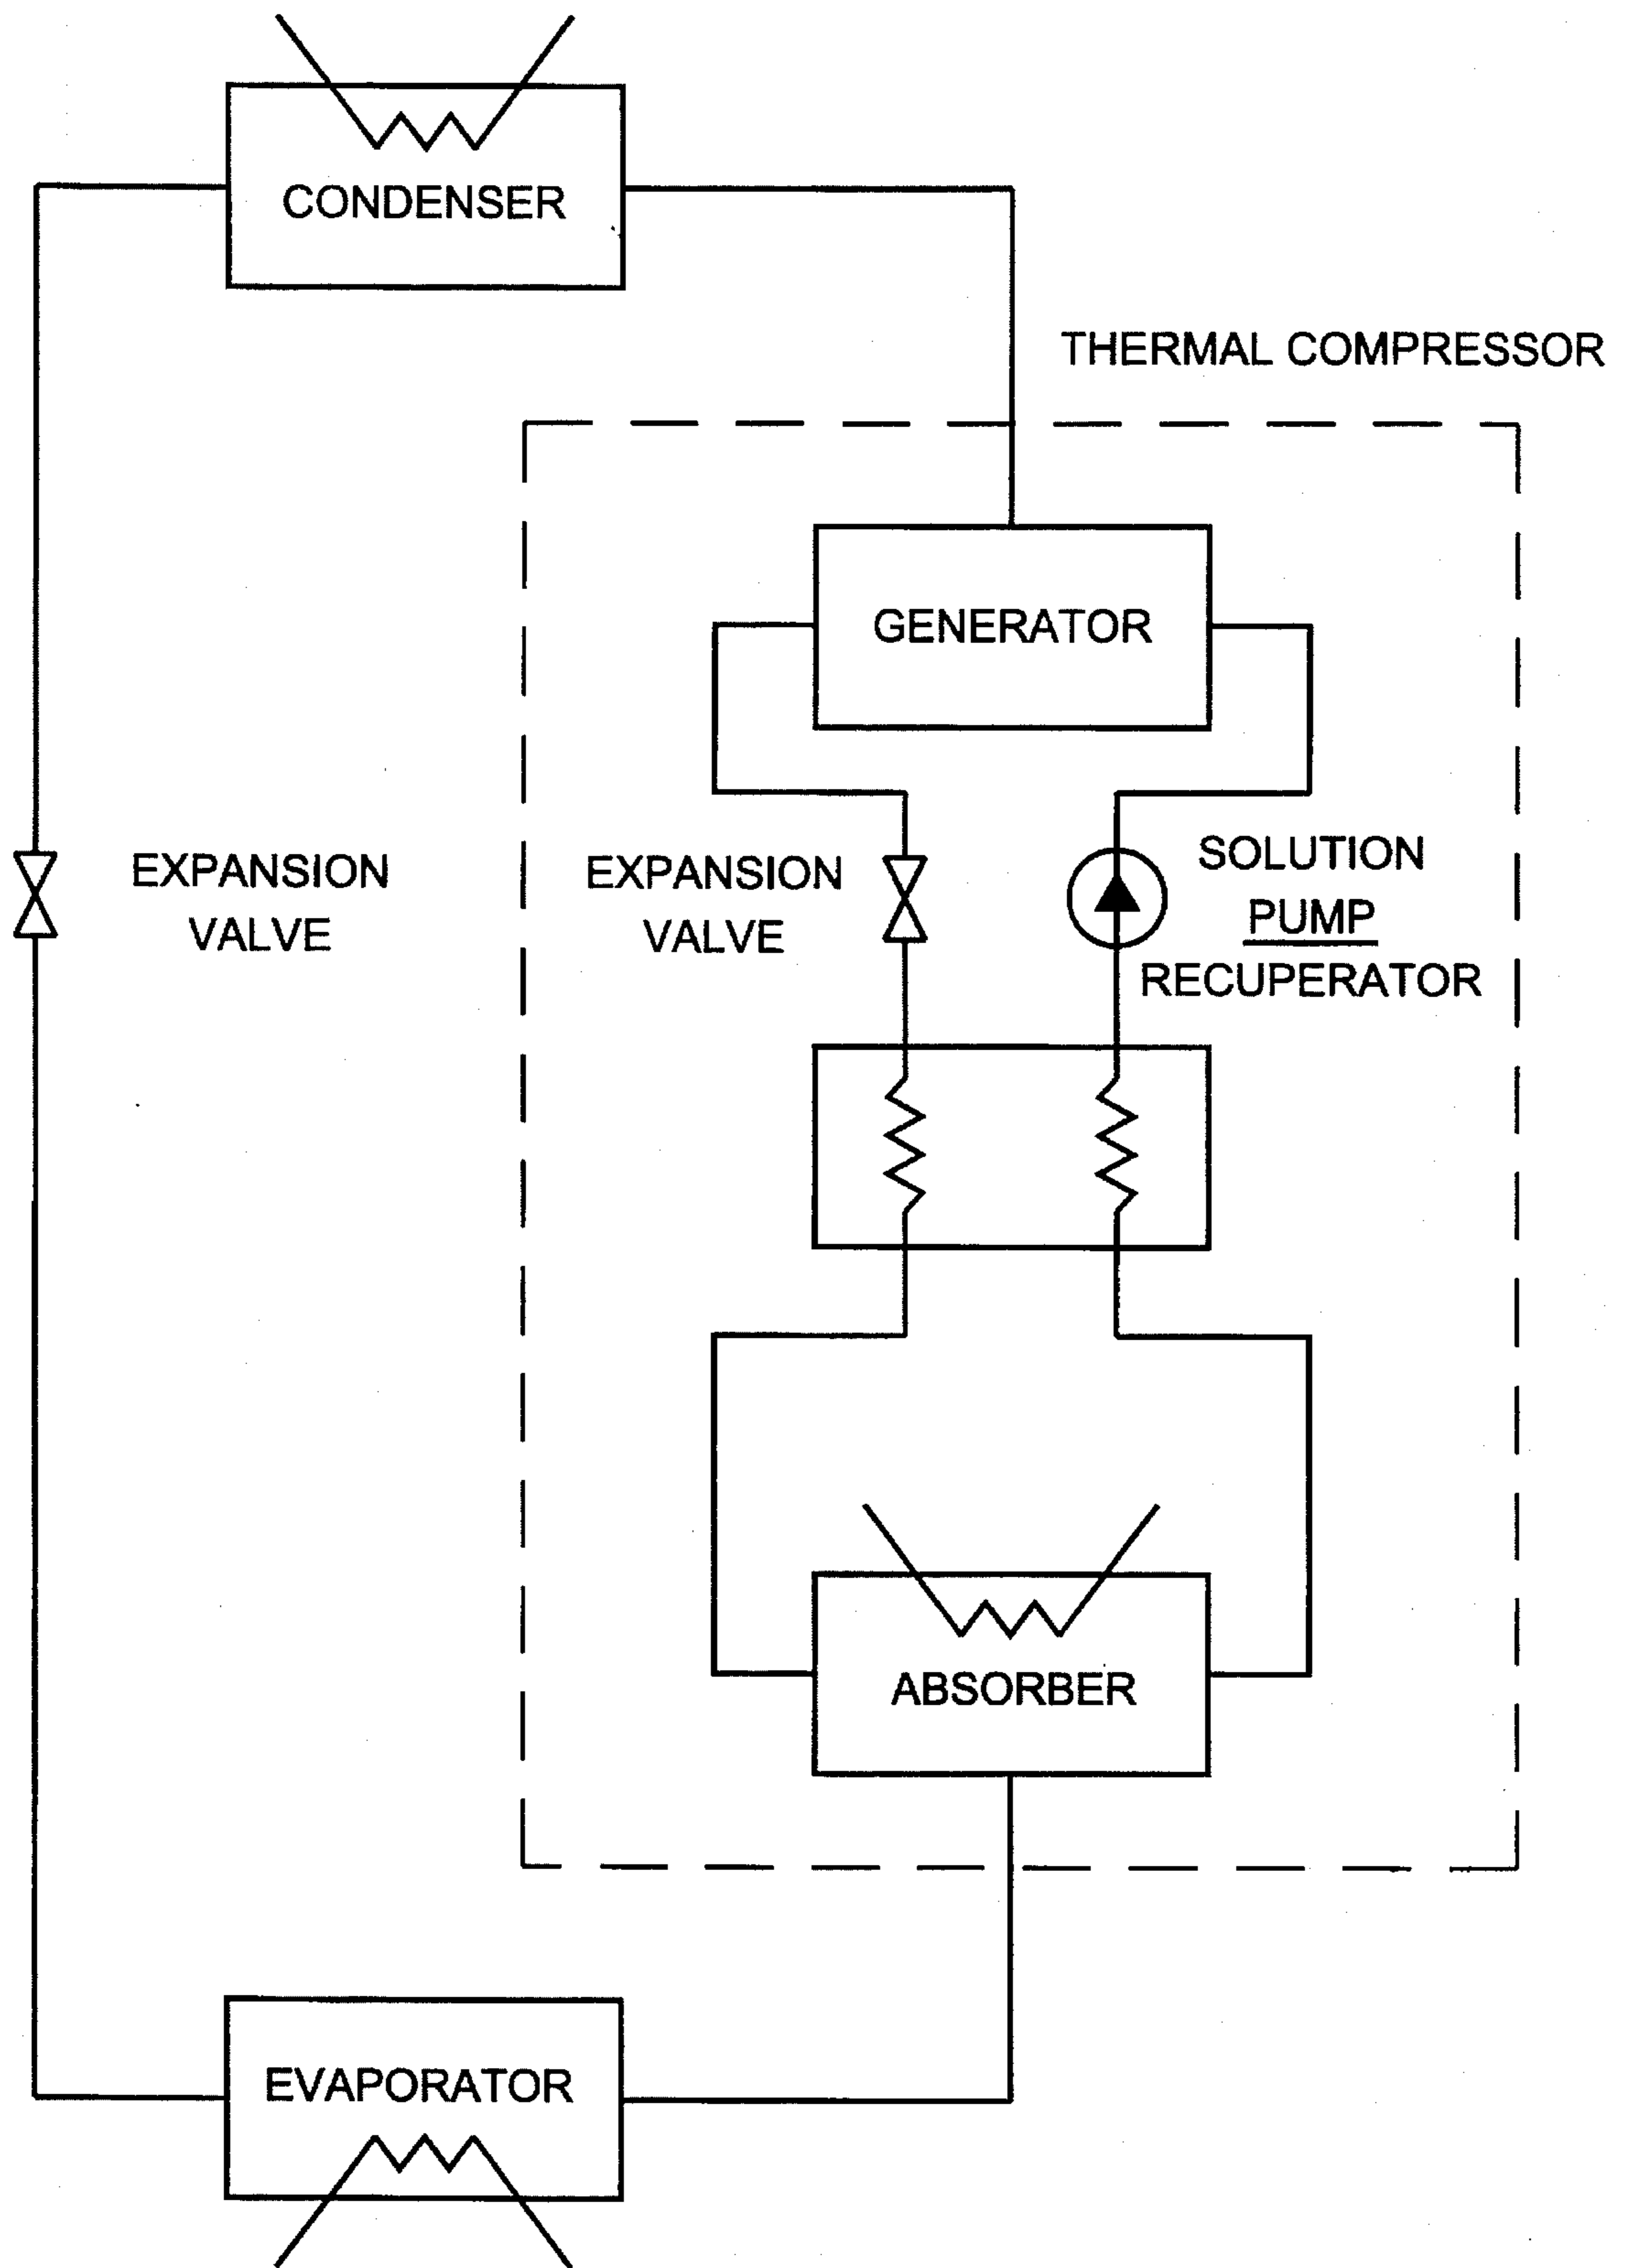 CONDENSER
THERMAL COMPRESSOR
GENERATOR
EXPANSION
VALVE
EXPANSION
VALVE
SOLUTION
PUMP
RECUPERATOR
ABSORBER
EVAPORATOR